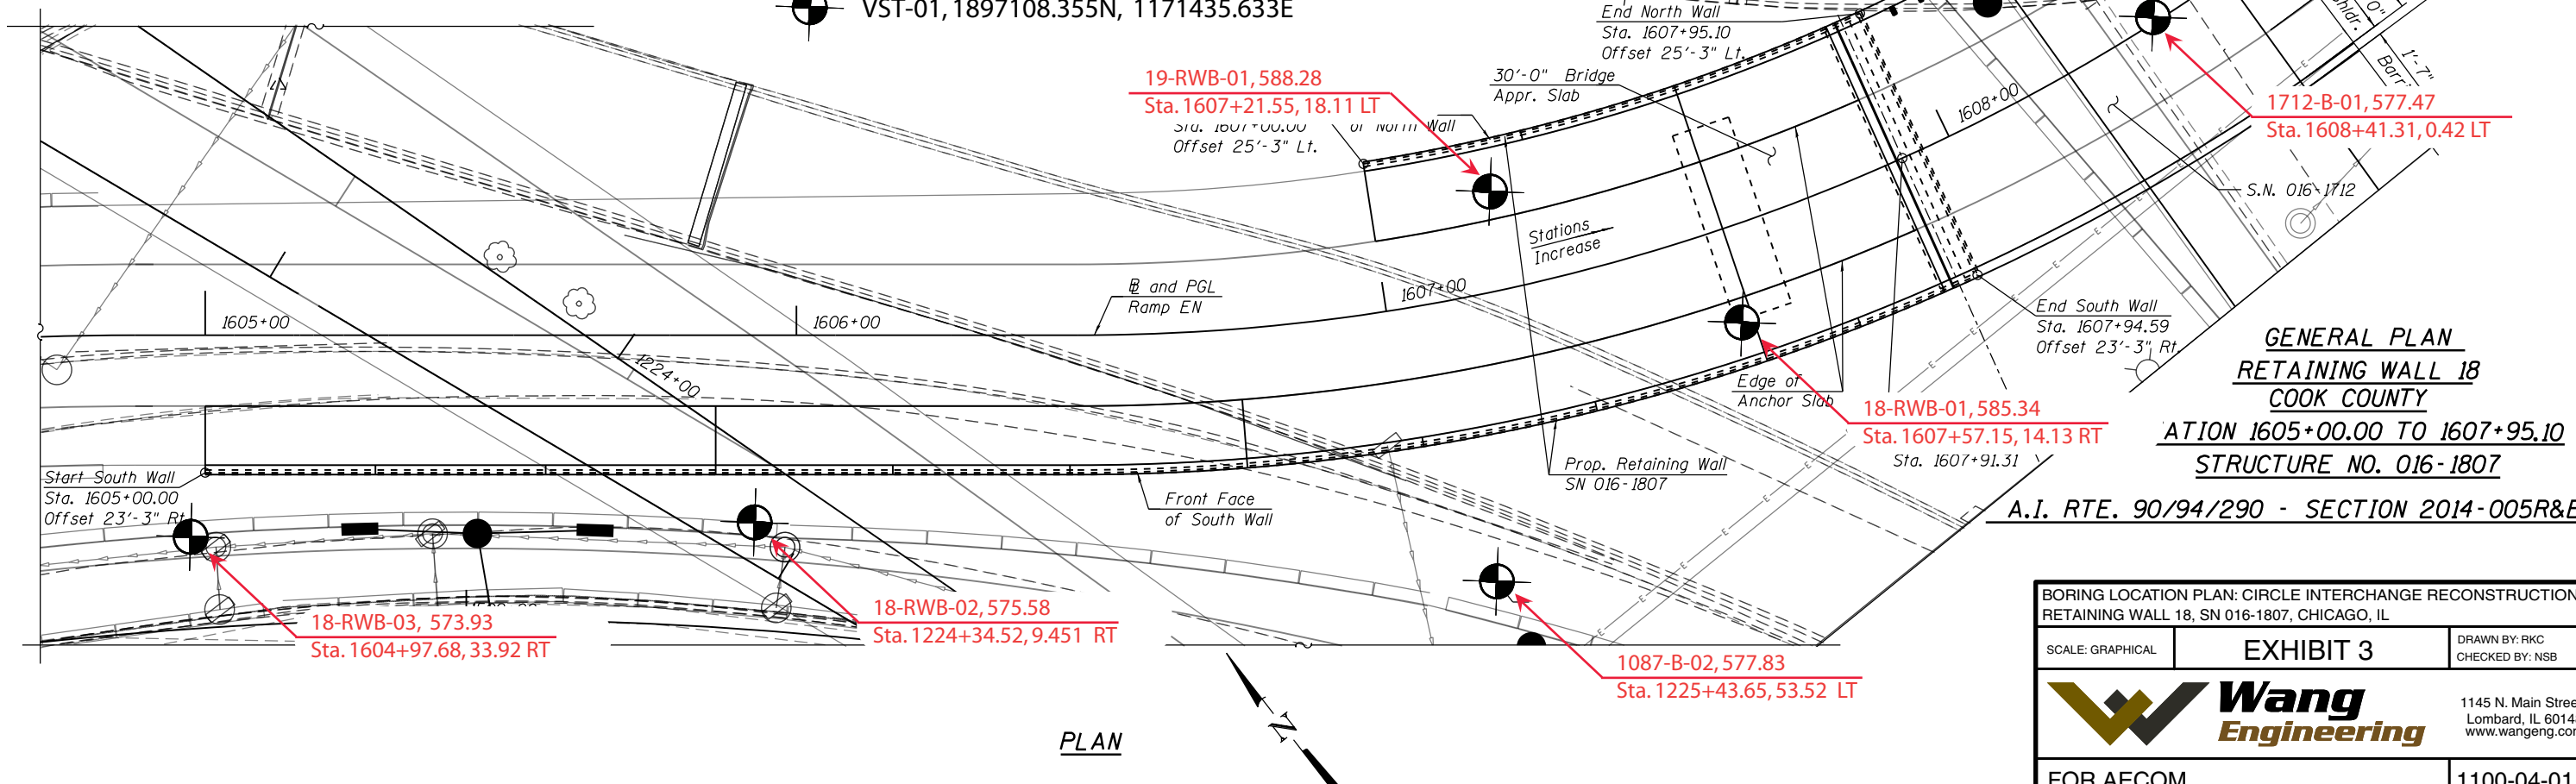 VST-01, 1897108.355N, 1171435.633E
End North Wall
Sta. 1607+95.10
Offset 25'-3" Lt.
19-RWB-01, 588.28
Sta. 1607+21.55, 18.11 LT
30'-0" Bridge
Appr. Slab
Sta. 1607+00.00 of North Wall
Offset 25'-3" Lt.
1608+00
1'-7"
Barr
1712-B-01, 577.47
Sta. 1608+41.31, 0.42 LT
S.N. 016-1712
Stations
Increase
B and PGL
Ramp EN
1605+00
1606+00
1607+00
1224+00
End South Wall
Sta. 1607+94.59
Offset 23'-3" Rt.
GENERAL PLAN
RETAINING WALL 18
COOK COUNTY
ATION 1605+00.00 TO 1607+95.10
STRUCTURE NO. 016-1807
A.I. RTE. 90/94/290 - SECTION 2014-005R&B
Edge of
Anchor Slab
18-RWB-01, 585.34
Sta. 1607+57.15, 14.13 RT
Sta. 1607+91.31
Start South Wall
Sta. 1605+00.00
Offset 23'-3" Rt
Prop. Retaining Wall
SN 016-1807
Front Face
of South Wall
18-RWB-03, 573.93
Sta. 1604+97.68, 33.92 RT
18-RWB-02, 575.58
Sta. 1224+34.52, 9.451 RT
1087-B-02, 577.83
Sta. 1225+43.65, 53.52 LT
N
PLAN
BORING LOCATION PLAN: CIRCLE INTERCHANGE RECONSTRUCTION
RETAINING WALL 18, SN 016-1807, CHICAGO, IL
SCALE: GRAPHICAL
EXHIBIT 3
DRAWN BY: RKC
CHECKED BY: NSB
Wang
Engineering
1145 N. Main Stree
Lombard, IL 6014
www.wangeng.com
FOR AECOM
1100-04-01